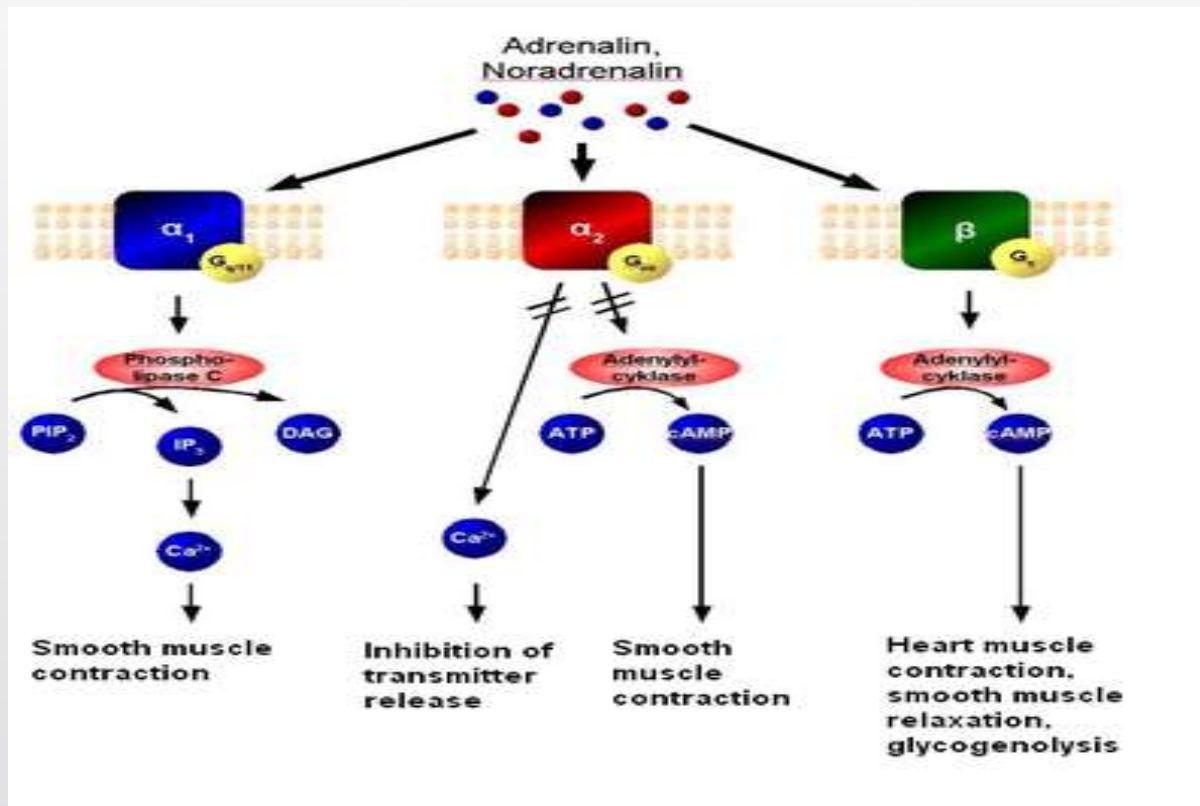 Adrenalin,
Noradrenalin
α₁
α₂
β
G
G
Gₛ
Phospho-
lipase C
Adenylyl-
cyklase
Adenylyl-
cyklase
PIP₂
IP₃
DAG
ATP
cAMP
ATP
cAMP
Ca²⁺
Ca²⁺
Smooth muscle
contraction
Inhibition of
transmitter
release
Smooth
muscle
contraction
Heart muscle
contraction,
smooth muscle
relaxation,
glycogenolysis